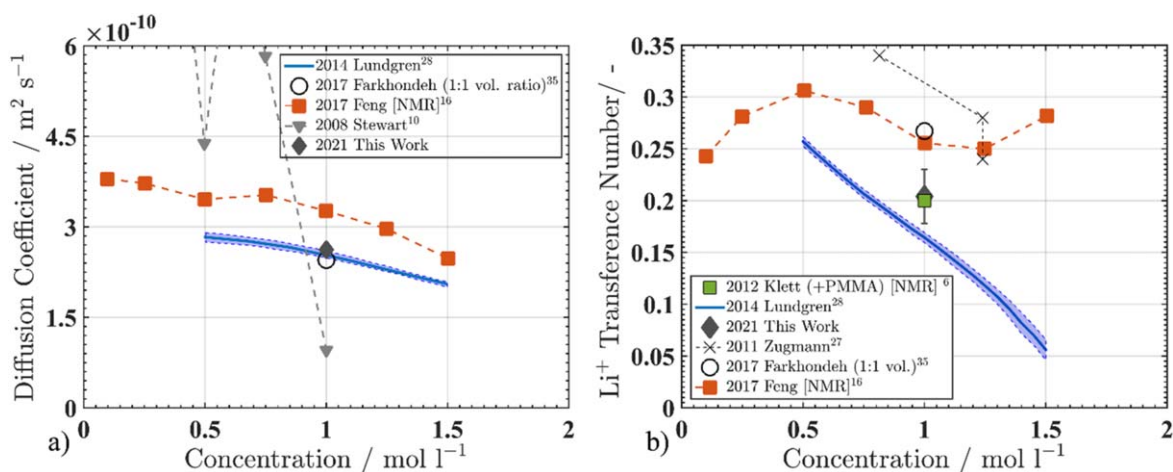 ×10⁻¹⁰
6
4.5
3
1.5
0
Diffusion Coefficient / m² s⁻¹
2014 Lundgren²⁸
2017 Farkhondeh (1:1 vol. ratio)³⁵
2017 Feng [NMR]¹⁶
2008 Stewart¹⁰
2021 This Work
0 0.5 1 1.5 2
a) Concentration / mol l⁻¹
0.35
0.3
0.25
0.2
0.15
0.1
0.05
0
Li⁺ Transference Number/ -
2012 Klett (+PMMA) [NMR] ⁶
2014 Lundgren²⁸
2021 This Work
2011 Zugmann²⁷
2017 Farkhondeh (1:1 vol.)³⁵
2017 Feng [NMR]¹⁶
0 0.5 1 1.5 2
b) Concentration / mol l⁻¹